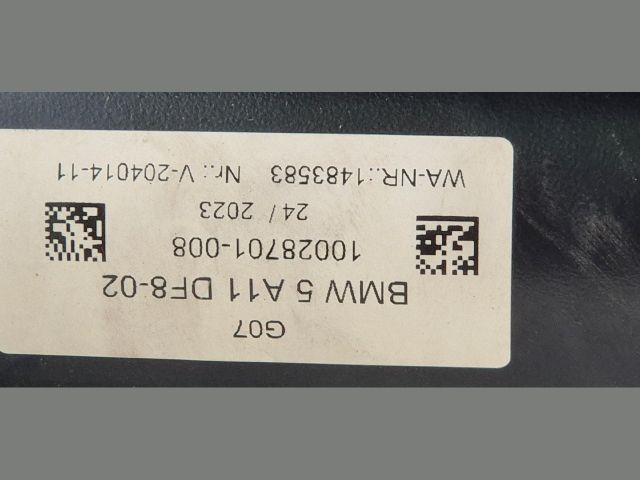 G07
BMW 5 A11 DF8-02
10028701-008
24 / 2023
WA-NR.:1483583 Nr.: V-204014-11